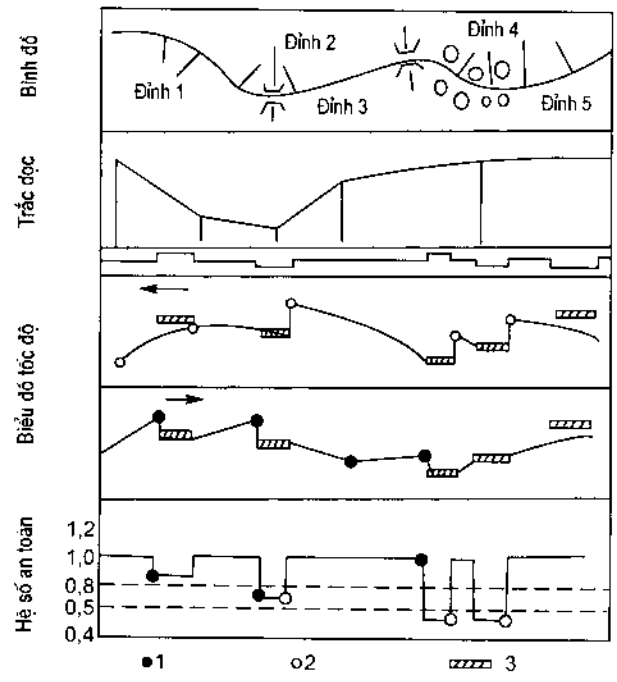 Bình đồ
Đỉnh 1
Đỉnh 2
Đỉnh 3
Đỉnh 4
Đỉnh 5
Trắc dọc
Biểu đồ tốc độ
Hệ số an toàn
1,2
1,0
0,8
0,5
0,4
1 2 3